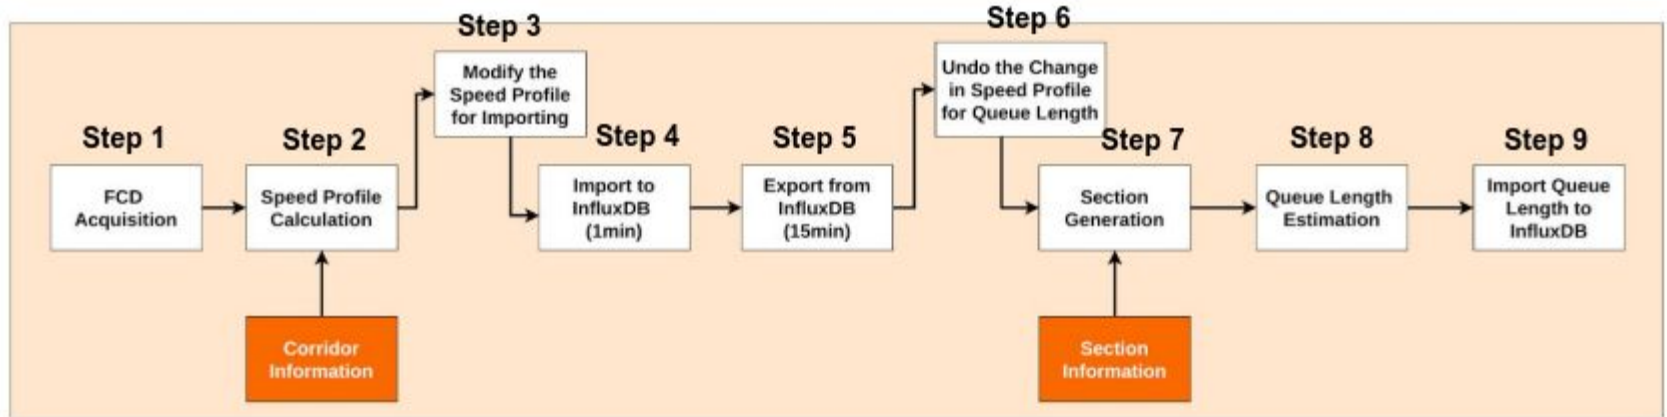 Step 1
FCD
Acquisition
Step 2
Speed Profile
Calculation
Corridor
Information
Step 3
Modify the
Speed Profile
for Importing
Step 4
Import to
InfluxDB
(1min)
Step 5
Export from
InfluxDB
(15min)
Step 6
Undo the Change
in Speed Profile
for Queue Length
Step 7
Section
Generation
Section
Information
Step 8
Queue Length
Estimation
Step 9
Import Queue
Length to
InfluxDB